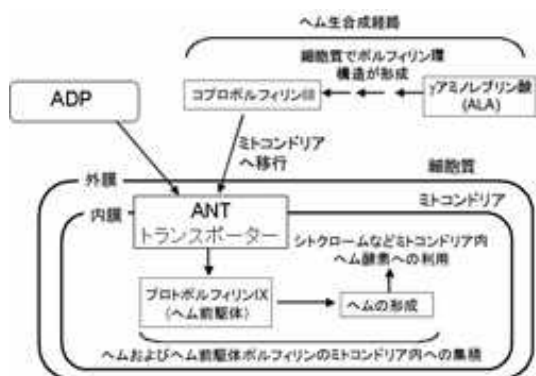 ヘム生合成経路
細胞質でポルフィリン環
構造が形成
ADP
コプロポルフィリンIII
γアミノレブリン酸
(ALA)
ミトコンドリア
へ移行
細胞質
外膜
ミトコンドリア
内膜
ANT
トランスポーター
シトクロームなどミトコンドリア内
ヘム酵素への利用
プロトポルフィリンIX
(ヘム前駆体)
ヘムの形成
ヘムおよびヘム前駆体ポルフィリンのミトコンドリア内への集積